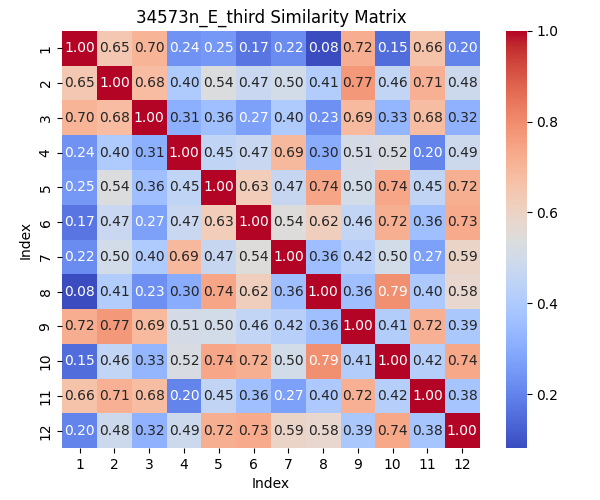 34573n_E_third Similarity Matrix
1 1.00 0.65 0.70 0.24 0.25 0.17 0.22 0.08 0.72 0.15 0.66 0.20
2 0.65 1.00 0.68 0.40 0.54 0.47 0.50 0.41 0.77 0.46 0.71 0.48
3 0.70 0.68 1.00 0.31 0.36 0.27 0.40 0.23 0.69 0.33 0.68 0.32
4 0.24 0.40 0.31 1.00 0.45 0.47 0.69 0.30 0.51 0.52 0.20 0.49
5 0.25 0.54 0.36 0.45 1.00 0.63 0.47 0.74 0.50 0.74 0.45 0.72
6 0.17 0.47 0.27 0.47 0.63 1.00 0.54 0.62 0.46 0.72 0.36 0.73
7 0.22 0.50 0.40 0.69 0.47 0.54 1.00 0.36 0.42 0.50 0.27 0.59
8 0.08 0.41 0.23 0.30 0.74 0.62 0.36 1.00 0.36 0.79 0.40 0.58
9 0.72 0.77 0.69 0.51 0.50 0.46 0.42 0.36 1.00 0.41 0.72 0.39
10 0.15 0.46 0.33 0.52 0.74 0.72 0.50 0.79 0.41 1.00 0.42 0.74
11 0.66 0.71 0.68 0.20 0.45 0.36 0.27 0.40 0.72 0.42 1.00 0.38
12 0.20 0.48 0.32 0.49 0.72 0.73 0.59 0.58 0.39 0.74 0.38 1.00
1 2 3 4 5 6 7 8 9 10 11 12
Index
Index
1.0
0.8
0.6
0.4
0.2